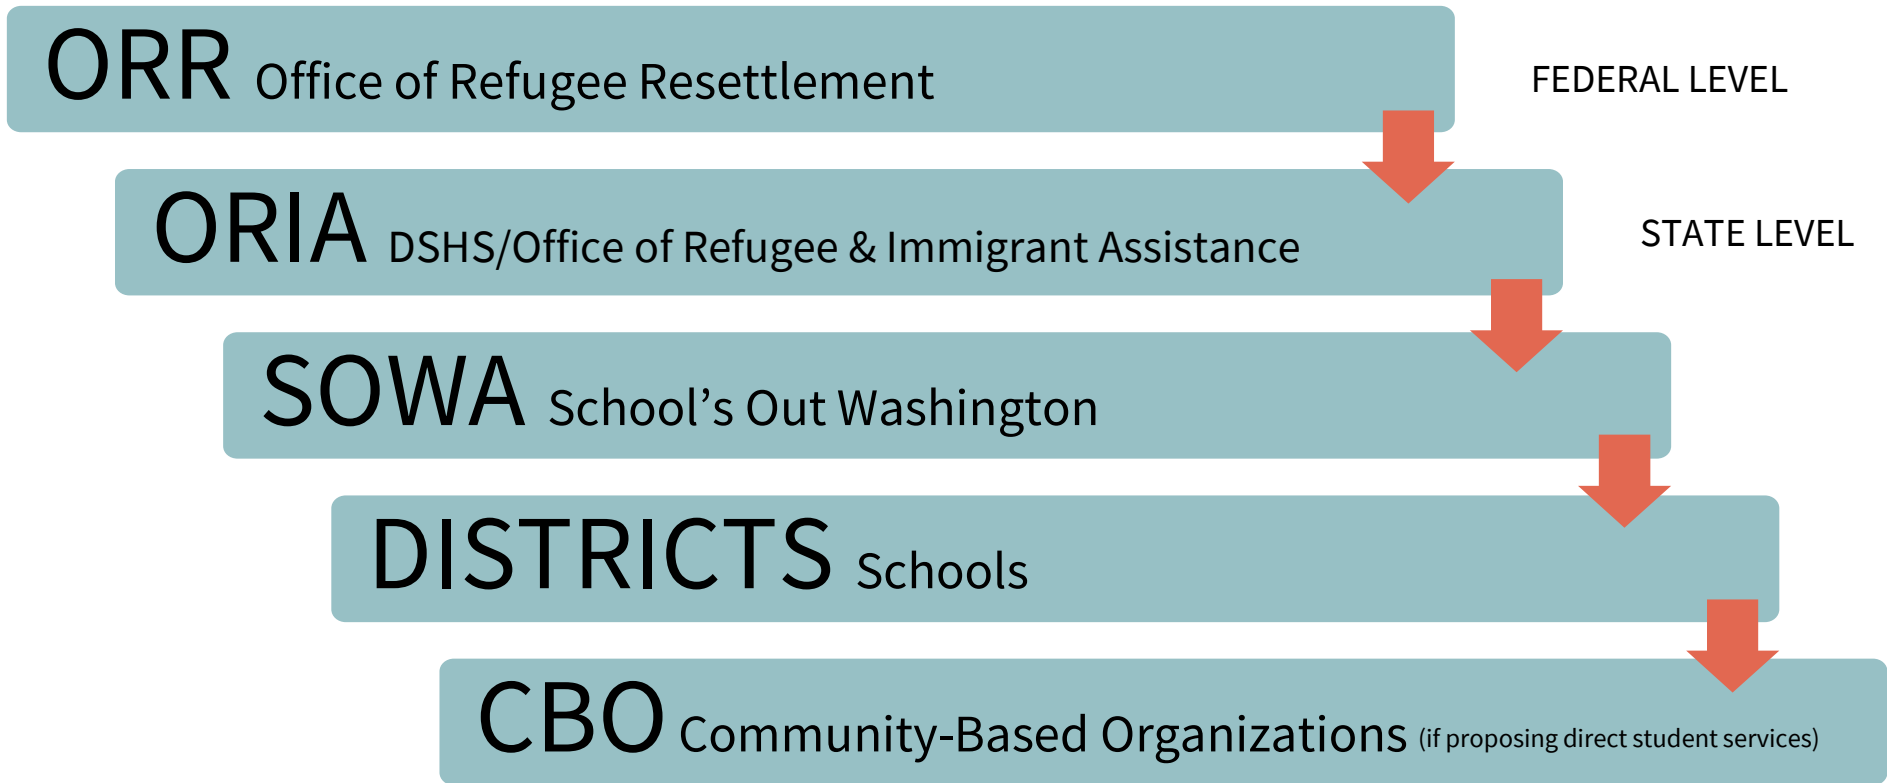 ORR Office of Refugee Resettlement
FEDERAL LEVEL
ORIA DSHS/Office of Refugee & Immigrant Assistance
STATE LEVEL
SOWA School’s Out Washington
DISTRICTS Schools
CBO Community-Based Organizations (if proposing direct student services)